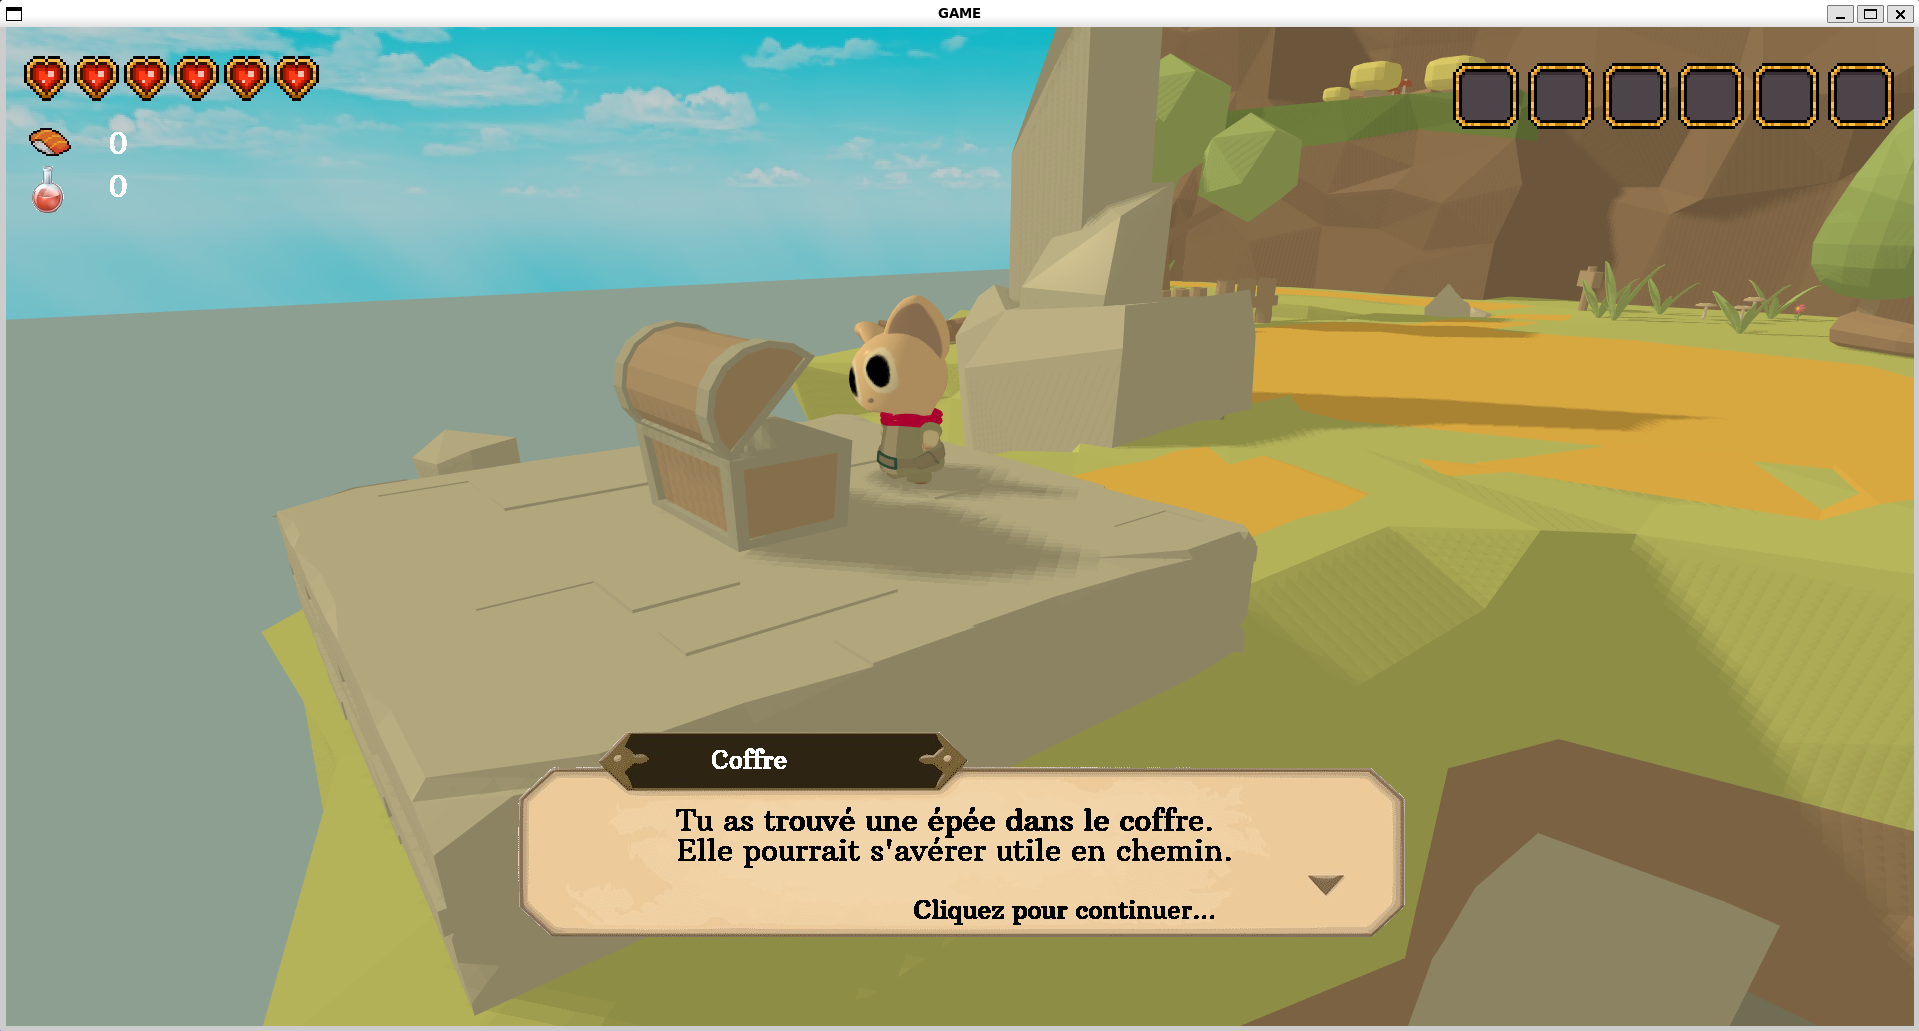 GAME
0
0
Coffre
Tu as trouvé une épée dans le coffre.
Elle pourrait s'avérer utile en chemin.
Cliquez pour continuer...